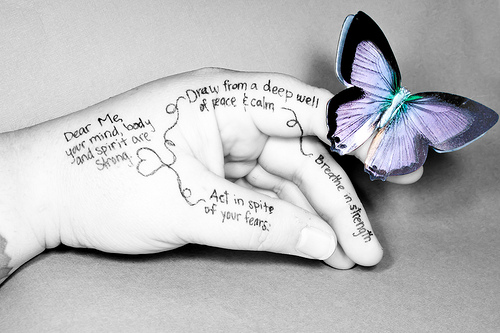 Dear Me,
your mind, body
and spirit are
strong.
Draw from a deep well
of peace & calm
Breathe in strength
Act in spite
of your fears.